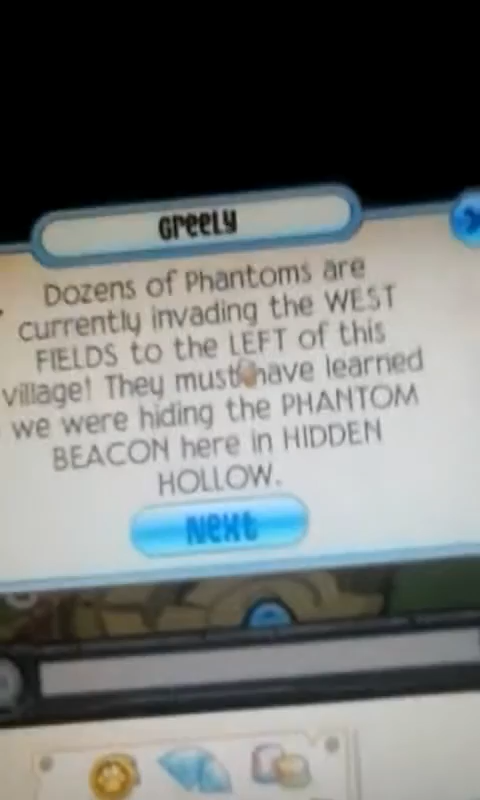 Greely
Dozens of Phantoms are
currently invading the WEST
FIELDS to the LEFT of this
village! They must have learned
we were hiding the PHANTOM
BEACON here in HIDDEN
HOLLOW.
Next